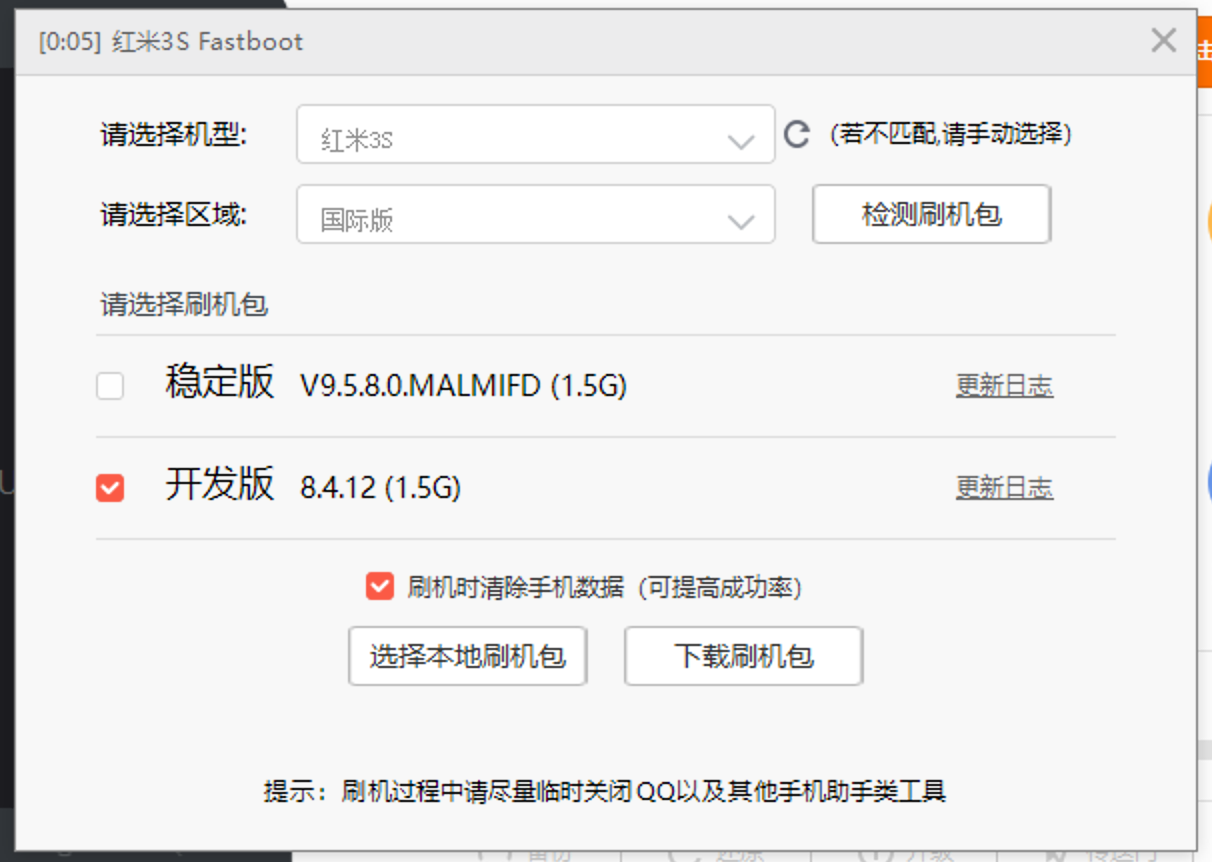 [0:05] 红米3S Fastboot
请选择机型: 红米3S (若不匹配,请手动选择)
请选择区域: 国际版 检测刷机包
请选择刷机包
稳定版 V9.5.8.0.MALMIFD (1.5G) 更新日志
开发版 8.4.12 (1.5G) 更新日志
刷机时清除手机数据 (可提高成功率)
选择本地刷机包 下载刷机包
提示：刷机过程中请尽量临时关闭QQ以及其他手机助手类工具